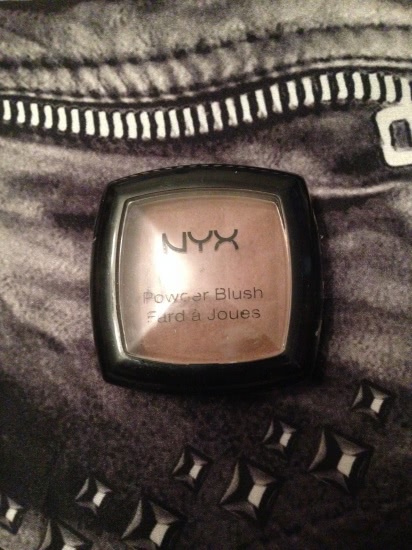 NYX
Powder Blush
Fard à Joues